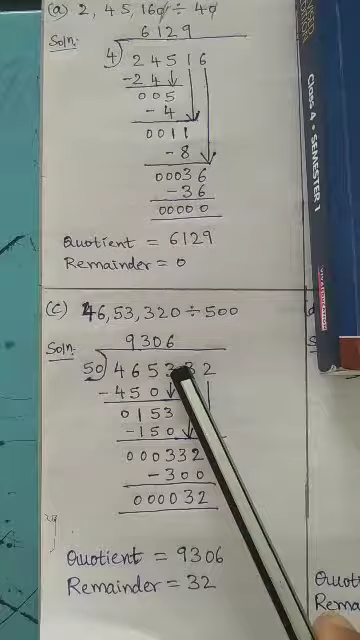 (a) 2, 45, 160 ÷ 40
6129
Soln: 4) 24516
-24
005
-4
0011
-8
00036
-36
00000
Quotient = 6129
Remainder = 0
(C) 46,53,320 ÷ 500
9306
Soln: 50) 465332
-450
0153
-150
000332
-300
000032
Quotient = 9306
Remainder = 32
Class 4 • SEMESTER 1
Quoti
Rema